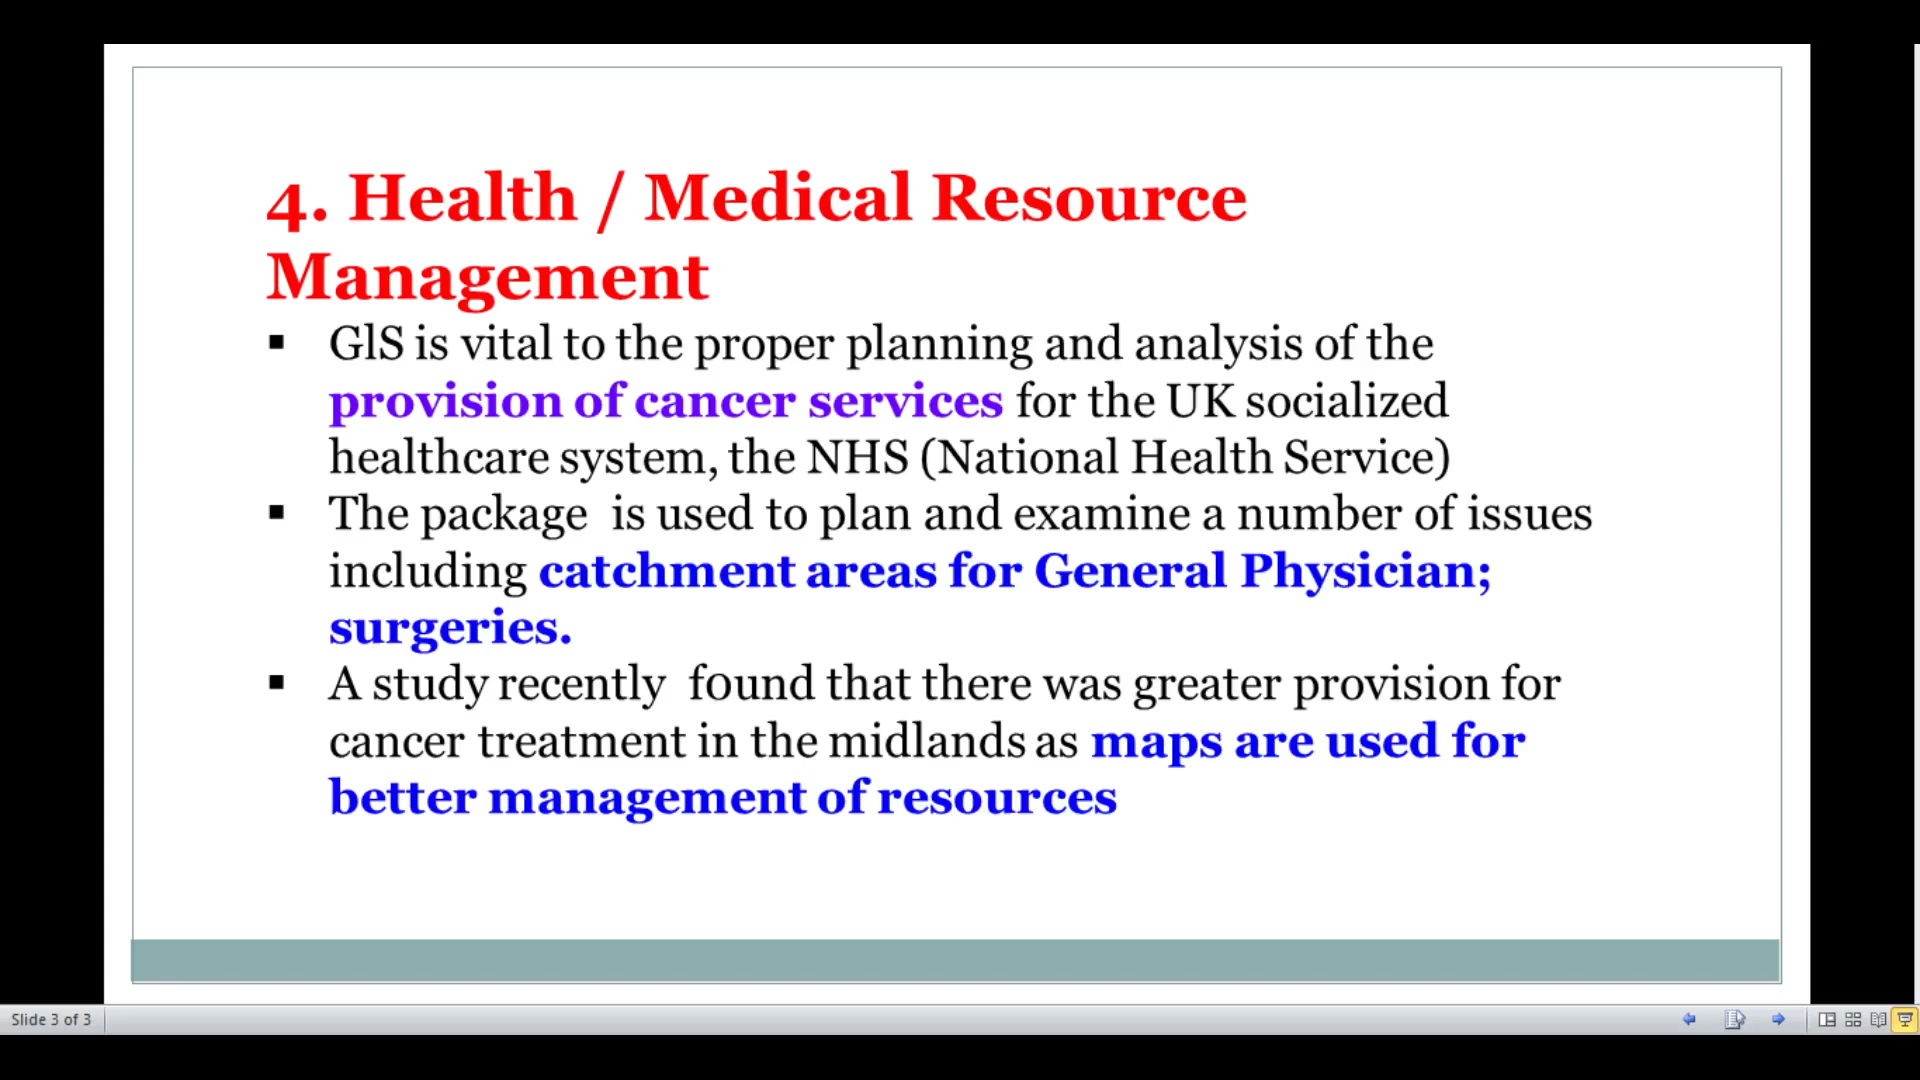 4. Health / Medical Resource
Management
▪ GlS is vital to the proper planning and analysis of the
provision of cancer services for the UK socialized
healthcare system, the NHS (National Health Service)
▪ The package  is used to plan and examine a number of issues
including catchment areas for General Physician;
surgeries.
▪ A study recently  found that there was greater provision for
cancer treatment in the midlands as maps are used for
better management of resources
Slide 3 of 3